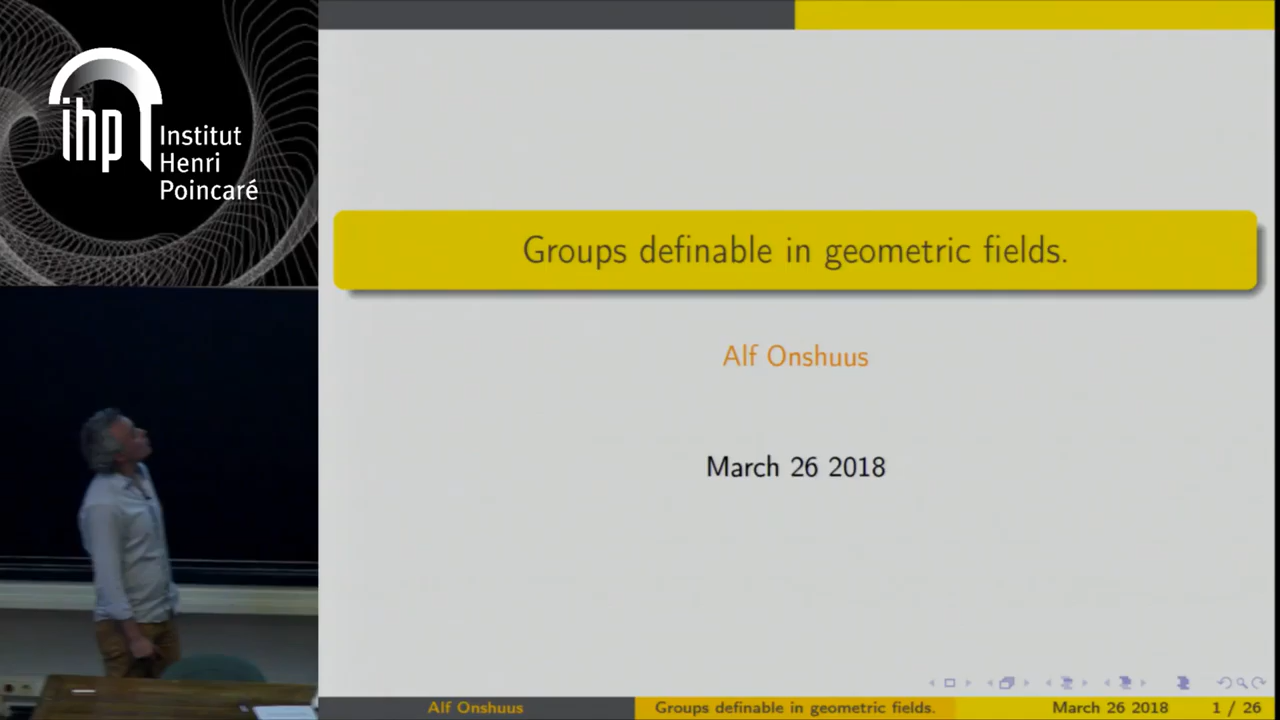 ihp
Institut
Henri
Poincaré
Groups definable in geometric fields.
Alf Onshuus
March 26 2018
Alf Onshuus
Groups definable in geometric fields.
March 26 2018
1 / 26